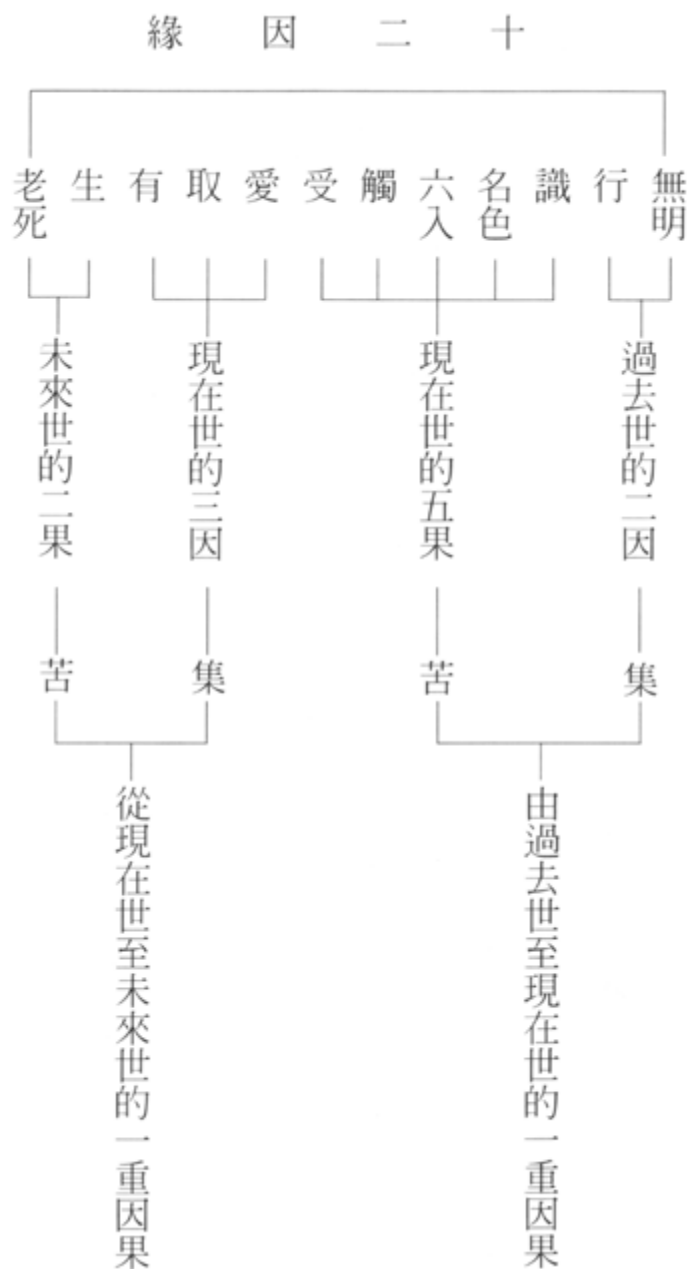 十二因緣
無明
行
識
名色
六入
觸
受
愛
取
有
生
老死
過去世的二因
現在世的五果
現在世的三因
未來世的二果
集
苦
集
苦
由過去世至現在世的一重因果
從現在世至未來世的一重因果